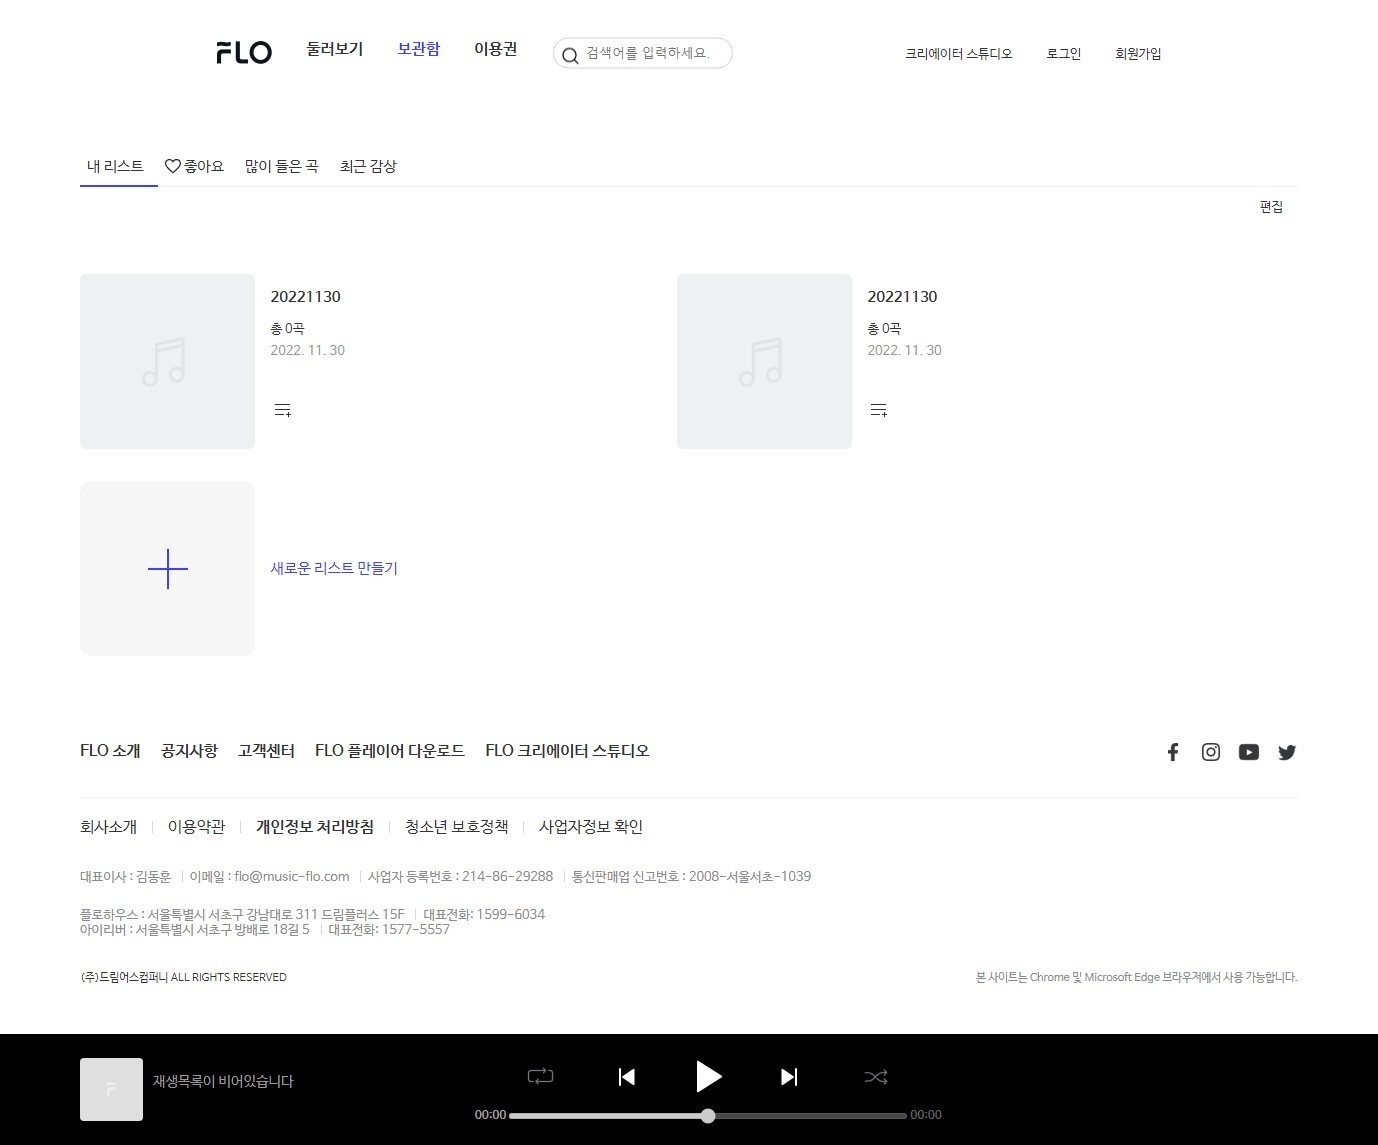 FLO 둘러보기 보관함 이용권 검색어를 입력하세요. 크리에이터 스튜디오 로그인 회원가입
내 리스트 좋아요 많이 들은 곡 최근 감상
편집
20221130
총 0곡
2022. 11. 30
20221130
총 0곡
2022. 11. 30
새로운 리스트 만들기
FLO 소개 공지사항 고객센터 FLO 플레이어 다운로드 FLO 크리에이터 스튜디오
회사소개 이용약관 개인정보 처리방침 청소년 보호정책 사업자정보 확인
대표이사 : 김동훈 이메일 : flo@music-flo.com 사업자 등록번호 : 214-86-29288 통신판매업 신고번호 : 2008-서울서초-1039
플로하우스 : 서울특별시 서초구 강남대로 311 드림플러스 15F 대표전화: 1599-6034
아이리버 : 서울특별시 서초구 방배로 18길 5 대표전화: 1577-5557
(주)드림어스컴퍼니 ALL RIGHTS RESERVED 본 사이트는 Chrome 및 Microsoft Edge 브라우저에서 사용 가능합니다.
재생목록이 비어있습니다
00:00 00:00